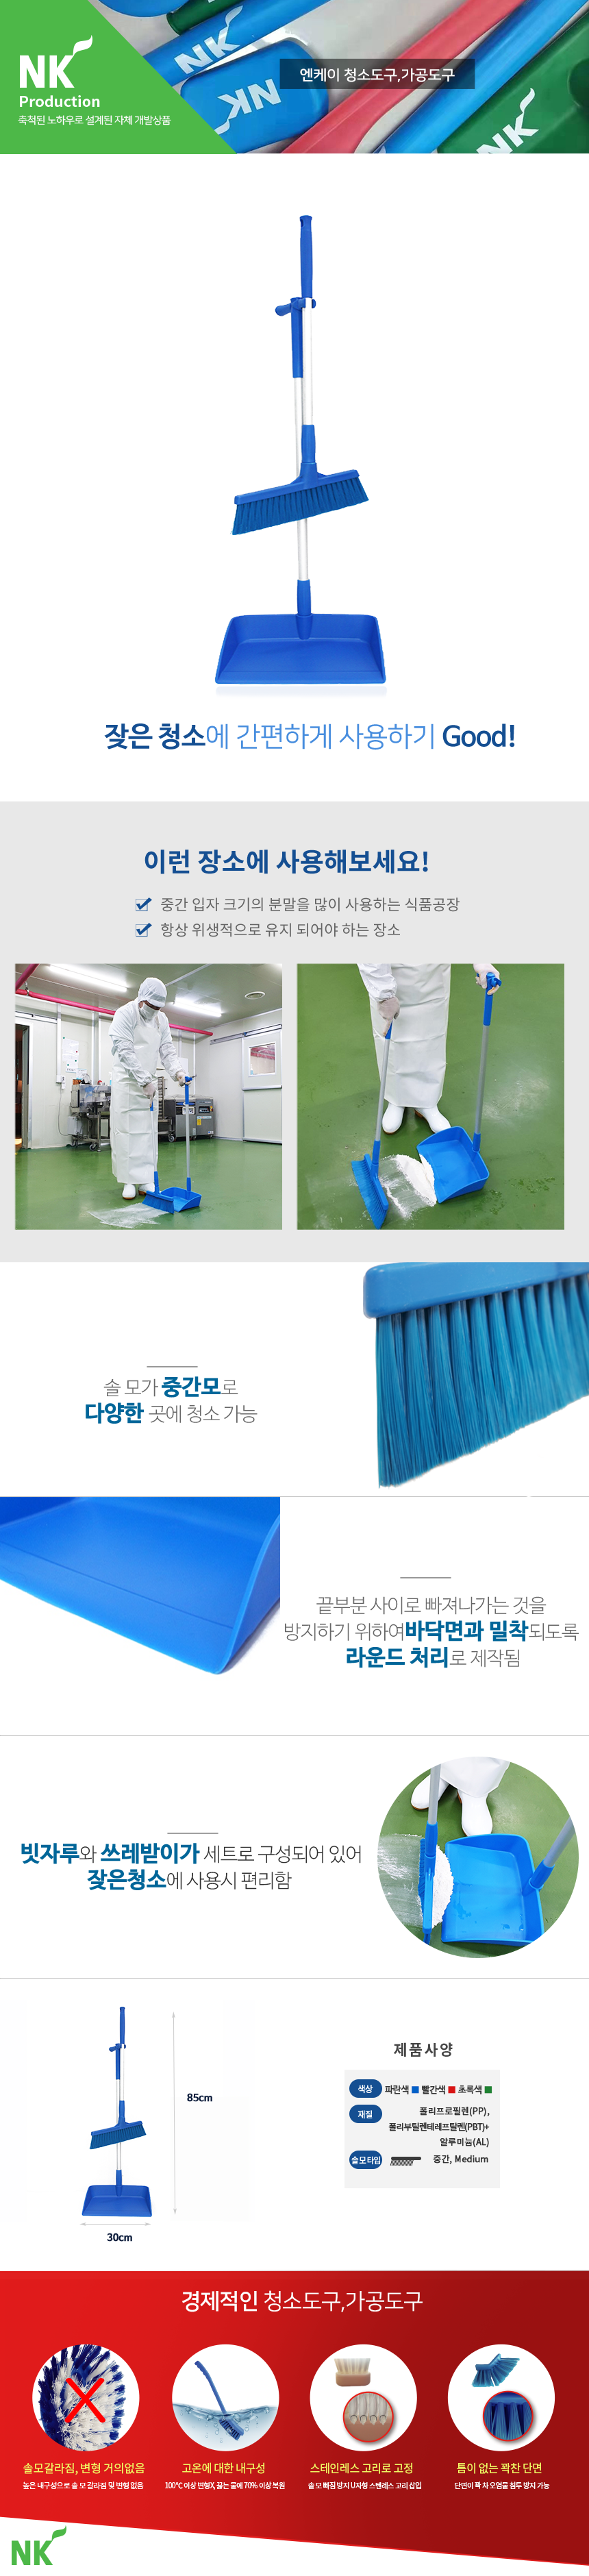 NK
Production
축척된 노하우로 설계된 자체 개발상품
NK
NK
NK
엔케이 청소도구,가공도구
잦은 청소에 간편하게 사용하기 Good!
이런 장소에 사용해보세요!
중간 입자 크기의 분말을 많이 사용하는 식품공장
항상 위생적으로 유지 되어야 하는 장소
솔 모가 중간모로
다양한 곳에 청소 가능
끝부분 사이로 빠져나가는 것을
방지하기 위하여바닥면과 밀착되도록
라운드 처리로 제작됨
빗자루와 쓰레받이가 세트로 구성되어 있어
잦은청소에 사용시 편리함
85cm
30cm
제품사양
색상 파란색 빨간색 초록색
재질 폴리프로필렌(PP),
폴리부틸렌테레프탈렌(PBT)+
알루미늄(AL)
솔모타입 중간, Medium
경제적인 청소도구,가공도구
솔모갈라짐, 변형 거의없음
높은 내구성으로 솔 모 갈라짐 및 변형 없음
고온에 대한 내구성
100℃ 이상 변형X, 끓는 물에 70% 이상 복원
스테인레스 고리로 고정
솔 모 빠짐 방지 U자형 스텐레스 고리 삽입
틈이 없는 꽉찬 단면
단면이 꽉 차 오염물 침투 방지 가능
NK